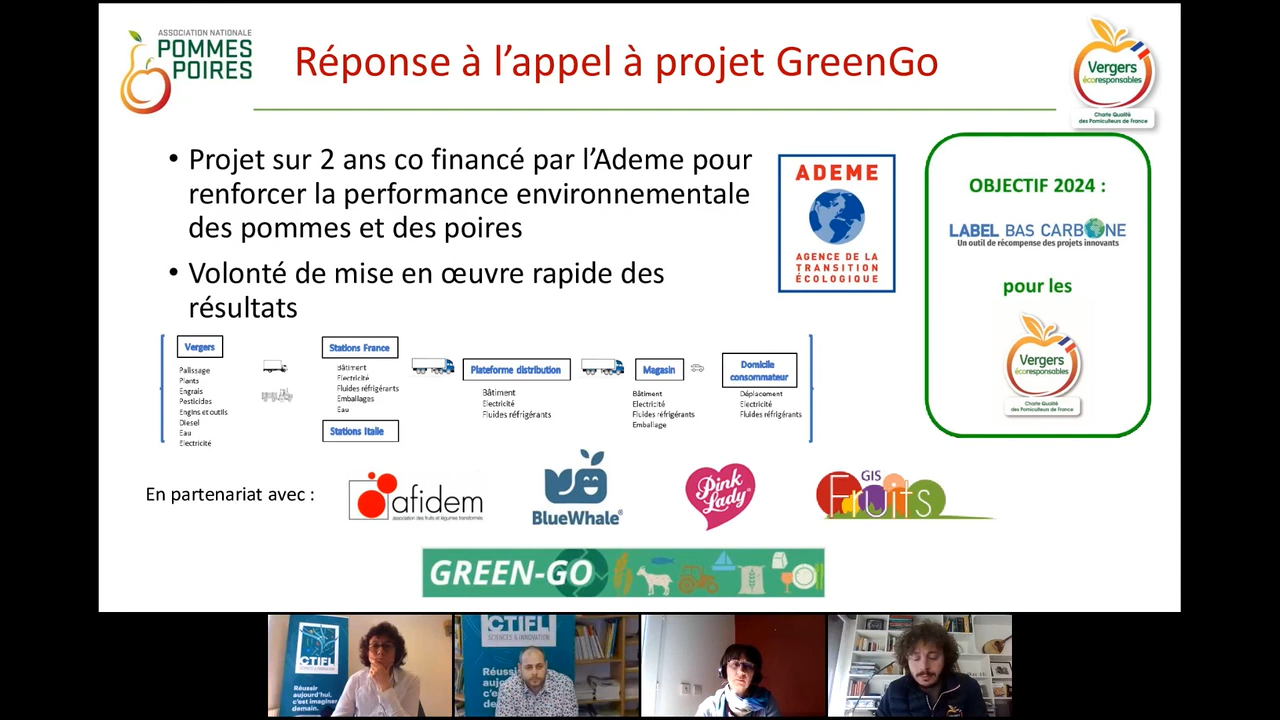 ASSOCIATION NATIONALE
POMMES
POIRES
Réponse à l'appel à projet GreenGo
Vergers
écoresponsables
Charte Qualité
des Pomiculteurs de France
• Projet sur 2 ans co financé par l'Ademe pour
renforcer la performance environnementale
des pommes et des poires
• Volonté de mise en œuvre rapide des
résultats
ADEME
AGENCE DE LA
TRANSITION
ÉCOLOGIQUE
OBJECTIF 2024 :
LABEL BAS CARBONE
Un outil de récompense des projets innovants
pour les
Vergers
écoresponsables
Charte Qualité
des Pomiculteurs de France
Vergers
Palissage
Plants
Engrais
Pesticides
Engins et outils
Diesel
Eau
Electricité
Stations France
Bâtiment
Electricité
Fluides réfrigérants
Emballages
Eau
Stations Italie
Plateforme distribution
Bâtiment
Electricité
Fluides réfrigérants
Magasin
Bâtiment
Electricité
Fluides réfrigérants
Emballage
Domicile
consommateur
Déplacement
Electricité
Fluides réfrigérants
En partenariat avec :
afidem
association des fruits et légumes transformés
BlueWhale®
Pink
Lady
GIS
Fruits
GREEN-GO
CTIFL
Réussir
aujourd'hui,
c'est imaginer
demain.
CTIFL
SCIENCES & INNOVATION
Réussir